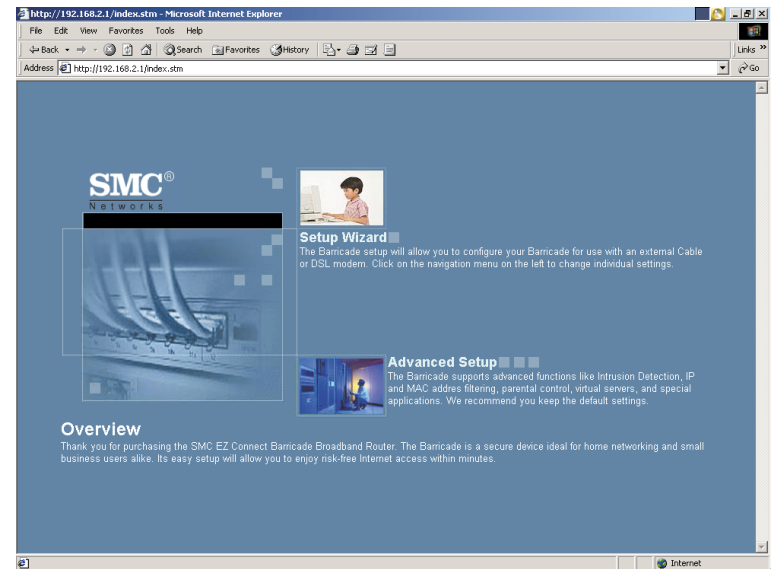 http://192.168.2.1/index.stm - Microsoft Internet Explorer
File Edit View Favorites Tools Help
Back Search Favorites History Links »
Address http://192.168.2.1/index.stm Go
SMC®
Networks
Setup Wizard
The Barricade setup will allow you to configure your Barricade for use with an external Cable
or DSL modem. Click on the navigation menu on the left to change individual settings.
Advanced Setup
The Barricade supports advanced functions like Intrusion Detection, IP
and MAC addres filtering, parental control, virtual servers, and special
applications. We recommend you keep the default settings.
Overview
Thank you for purchasing the SMC EZ Connect Barricade Broadband Router. The Barricade is a secure device ideal for home networking and small
business users alike. Its easy setup will allow you to enjoy risk-free Internet access within minutes.
Internet